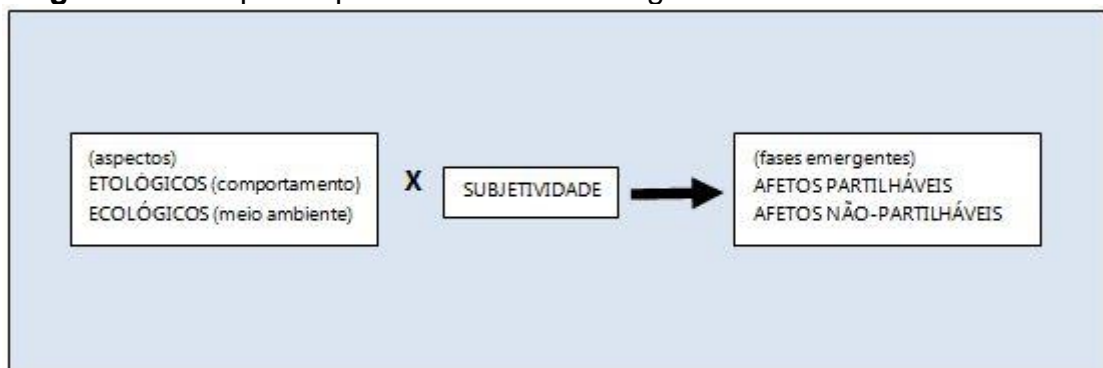 (aspectos)
ETOLÓGICOS (comportamento)
ECOLÓGICOS (meio ambiente)
X
SUBJETIVIDADE
(fases emergentes)
AFETOS PARTILHÁVEIS
AFETOS NÃO-PARTILHÁVEIS